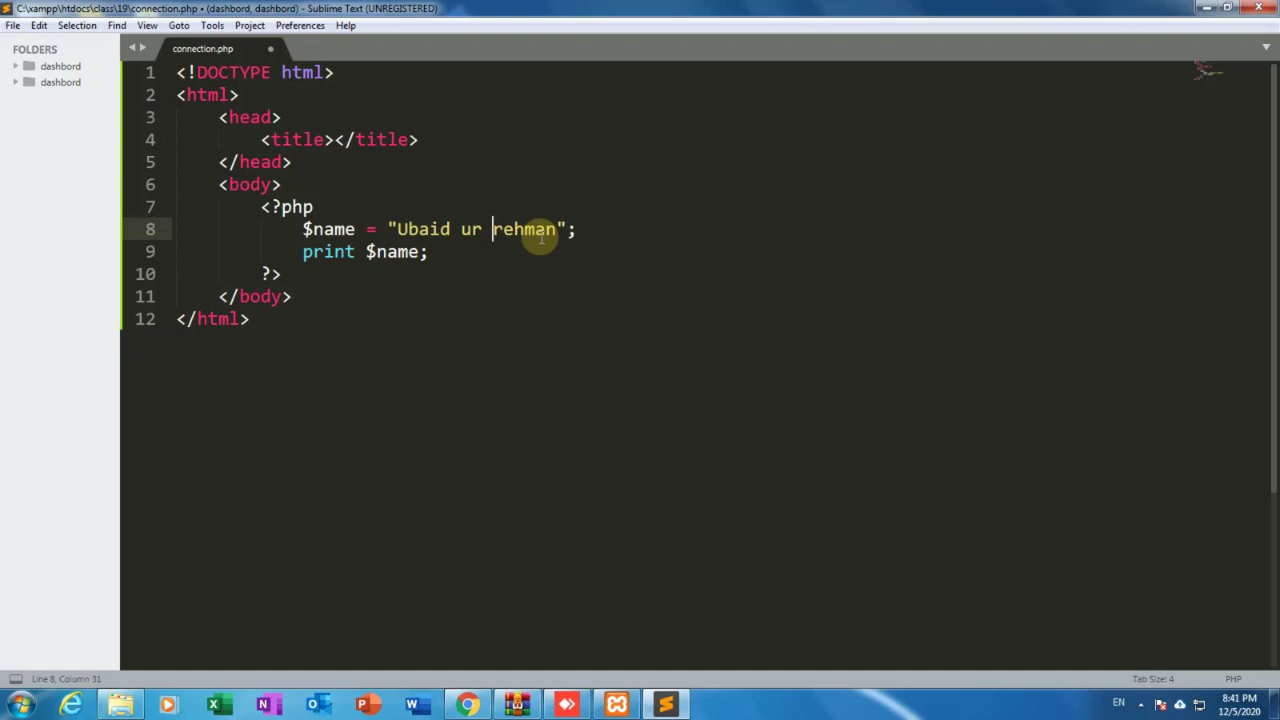 C:\xampp\htdocs\class\19\connection.php • (dashbord, dashbord) - Sublime Text (UNREGISTERED)
File Edit Selection Find View Goto Tools Project Preferences Help
FOLDERS
dashbord
dashbord
connection.php
1 <!DOCTYPE html>
2 <html>
3 <head>
4 <title></title>
5 </head>
6 <body>
7 <?php
8 $name = "Ubaid ur rehman";
9 print $name;
10 ?>
11 </body>
12 </html>
Line 8, Column 31
Tab Size: 4
PHP
EN
8:41 PM
12/5/2020